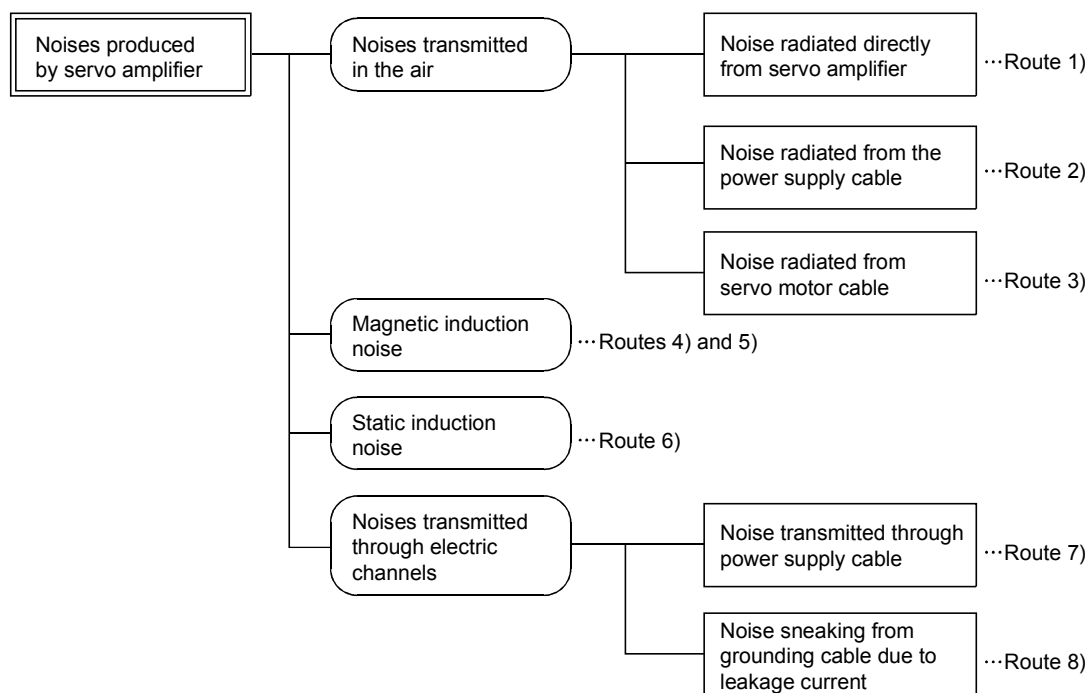 Noises produced
by servo amplifier
Noises transmitted
in the air
Noise radiated directly
from servo amplifier
…Route 1)
Noise radiated from the
power supply cable
…Route 2)
Noise radiated from
servo motor cable
…Route 3)
Magnetic induction
noise
…Routes 4) and 5)
Static induction
noise
…Route 6)
Noises transmitted
through electric
channels
Noise transmitted through
power supply cable
…Route 7)
Noise sneaking from
grounding cable due to
leakage current
…Route 8)